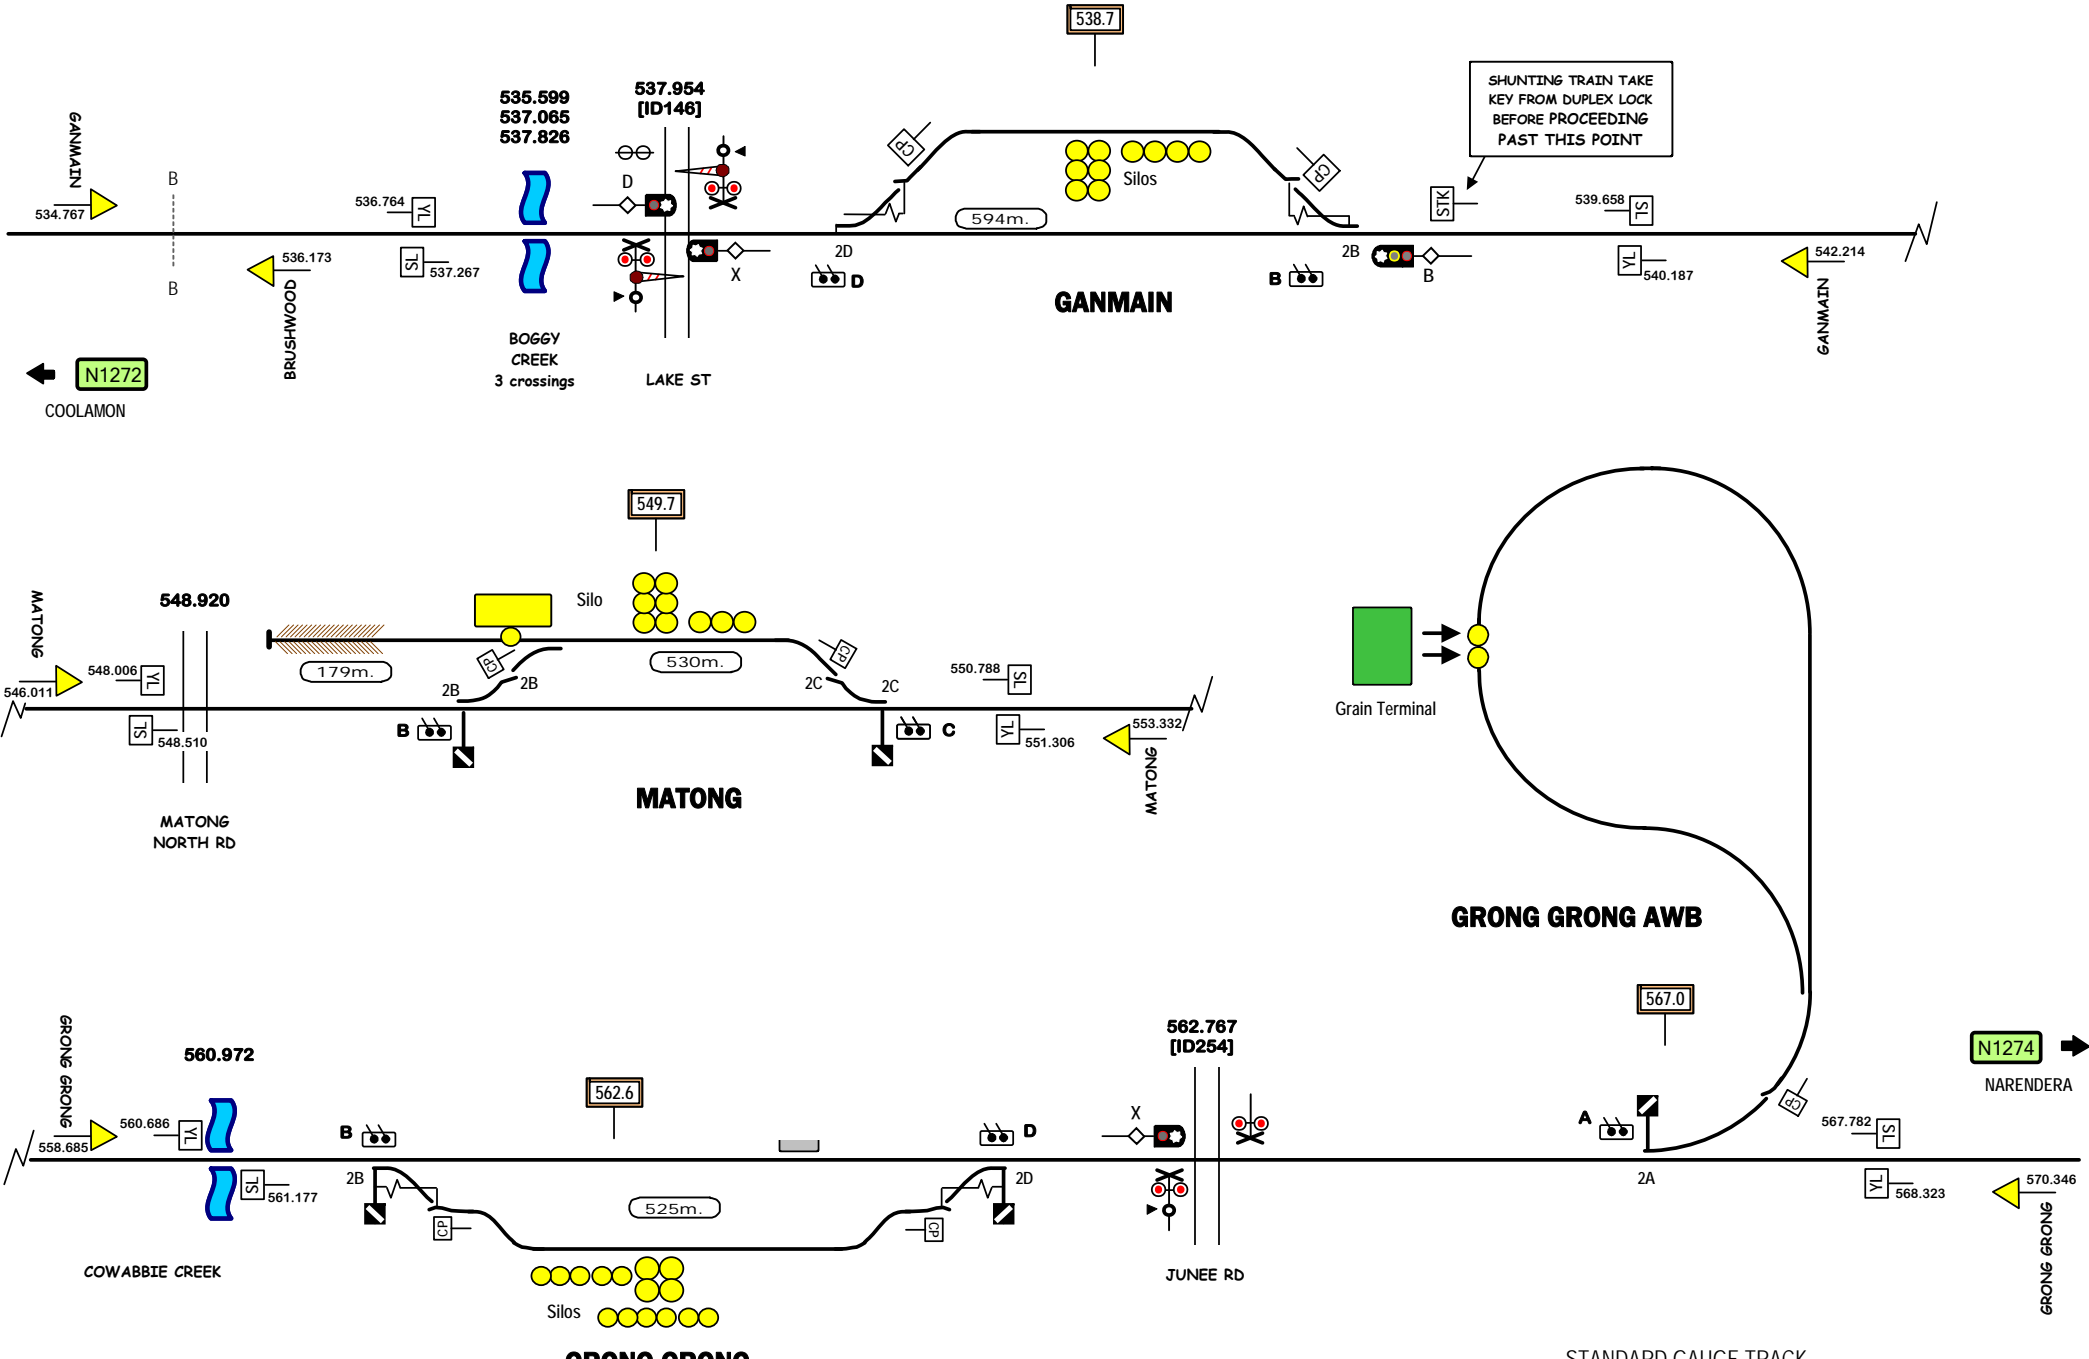 538.7
SHUNTING TRAIN TAKE
KEY FROM DUPLEX LOCK
BEFORE PROCEEDING
PAST THIS POINT
535.599
537.065
537.826
537.954
[ID146]
GANMAIN
534.767
B
B
536.764
YL
SL
537.267
536.173
BRUSHWOOD
D
X
CP
CP
Silos
594m.
STK
539.658
SL
YL
540.187
542.214
GANMAIN
2D
D
B
2B
B
GANMAIN
BOGGY
CREEK
3 crossings
LAKE ST
N1272
COOLAMON
549.7
548.920
MATONG
546.011
548.006
YL
SL
548.510
Silo
179m.
530m.
CP
CP
2B
2B
2C
2C
B
C
550.788
SL
YL
551.306
553.332
MATONG
MATONG
MATONG
NORTH RD
Grain Terminal
GRONG GRONG AWB
567.0
N1274
NARENDERA
562.767
[ID254]
560.972
562.6
GRONG GRONG
558.685
560.686
YL
SL
561.177
B
2B
D
2D
CP
CP
525m.
X
A
2A
CP
567.782
SL
YL
568.323
570.346
GRONG GRONG
COWABBIE CREEK
Silos
JUNEE RD
GRONG GRONG
STANDARD GAUGE TRACK